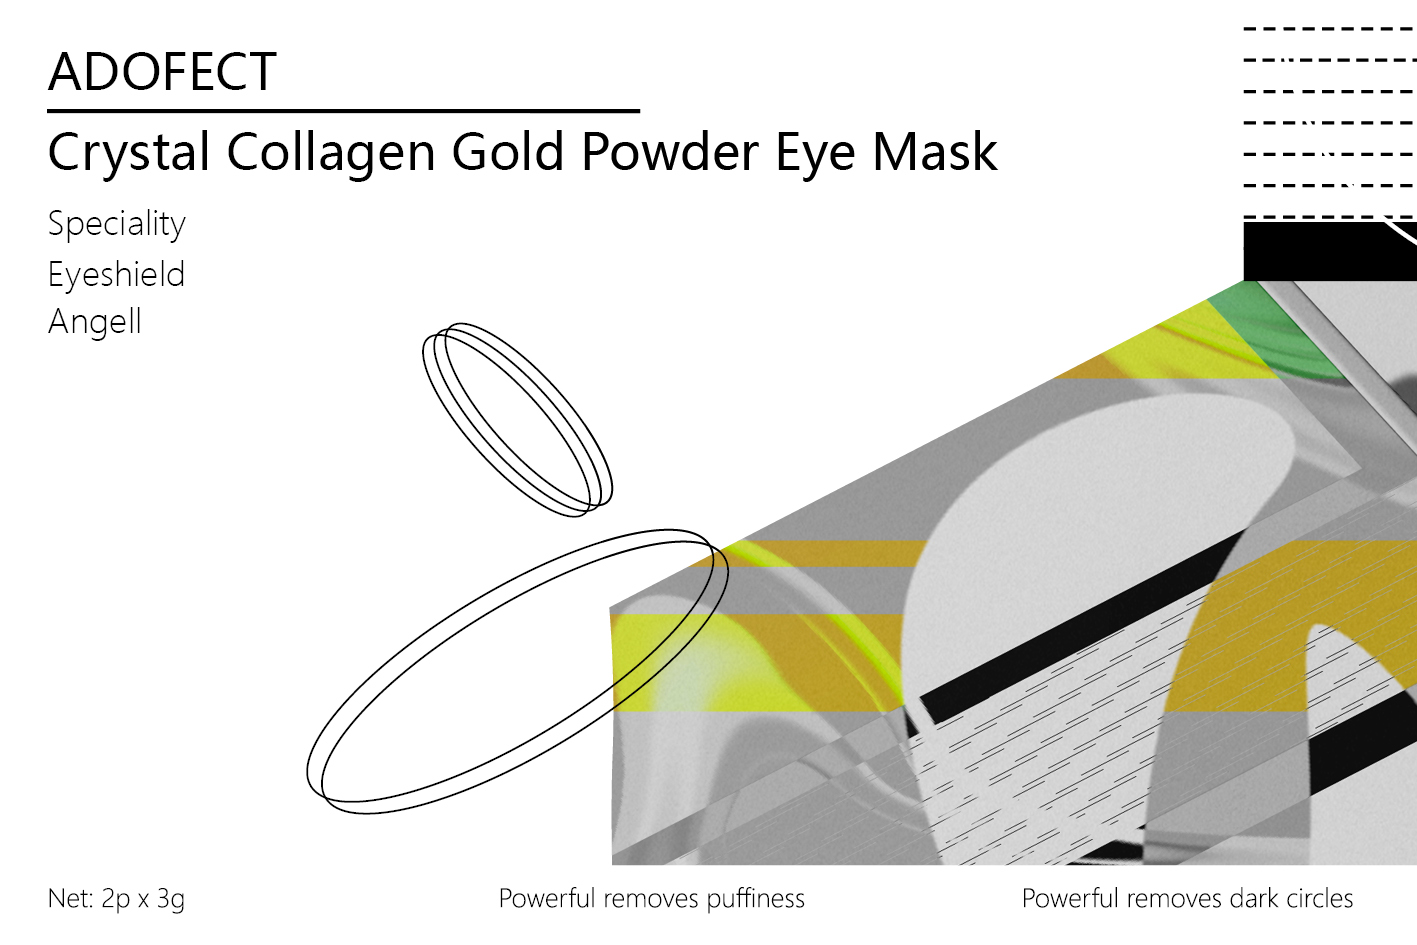 ADOFECT
Crystal Collagen Gold Powder Eye Mask
Speciality
Eyeshield
Angell
Net: 2p x 3g
Powerful removes puffiness
Powerful removes dark circles